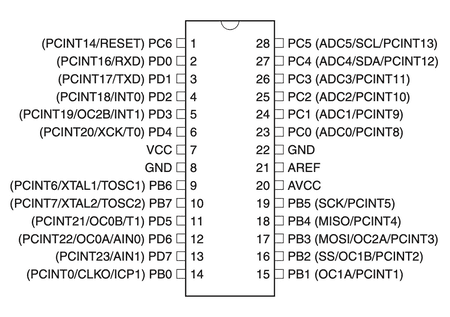 (PCINT14/RESET) PC6 1 28 PC5 (ADC5/SCL/PCINT13)
(PCINT16/RXD) PD0 2 27 PC4 (ADC4/SDA/PCINT12)
(PCINT17/TXD) PD1 3 26 PC3 (ADC3/PCINT11)
(PCINT18/INT0) PD2 4 25 PC2 (ADC2/PCINT10)
(PCINT19/OC2B/INT1) PD3 5 24 PC1 (ADC1/PCINT9)
(PCINT20/XCK/T0) PD4 6 23 PC0 (ADC0/PCINT8)
VCC 7 22 GND
GND 8 21 AREF
(PCINT6/XTAL1/TOSC1) PB6 9 20 AVCC
(PCINT7/XTAL2/TOSC2) PB7 10 19 PB5 (SCK/PCINT5)
(PCINT21/OC0B/T1) PD5 11 18 PB4 (MISO/PCINT4)
(PCINT22/OC0A/AIN0) PD6 12 17 PB3 (MOSI/OC2A/PCINT3)
(PCINT23/AIN1) PD7 13 16 PB2 (SS/OC1B/PCINT2)
(PCINT0/CLKO/ICP1) PB0 14 15 PB1 (OC1A/PCINT1)